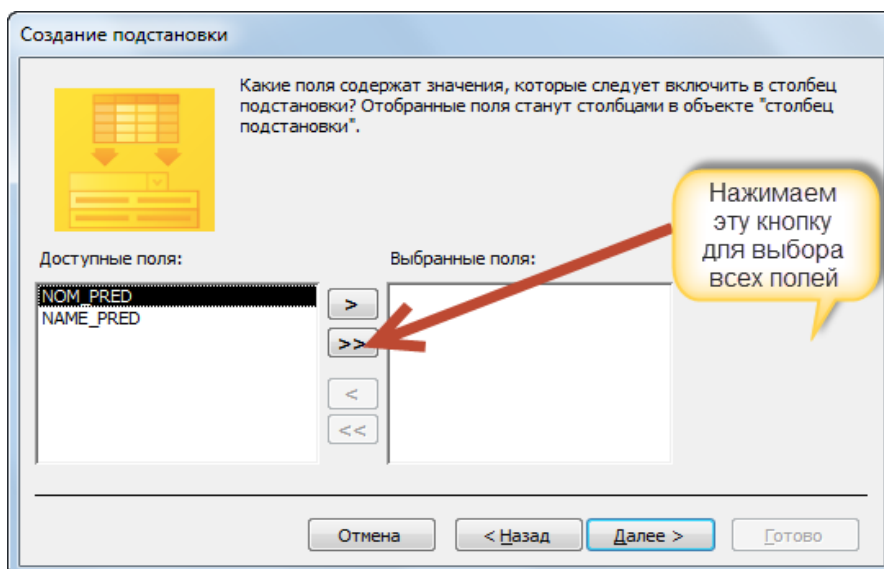 Создание подстановки
Какие поля содержат значения, которые следует включить в столбец
подстановки? Отобранные поля станут столбцами в объекте "столбец
подстановки".
Нажимаем
эту кнопку
для выбора
всех полей
Доступные поля:
Выбранные поля:
NOM_PRED
NAME_PRED
>
>>
<
<<
Отмена
< Назад
Далее >
Готово